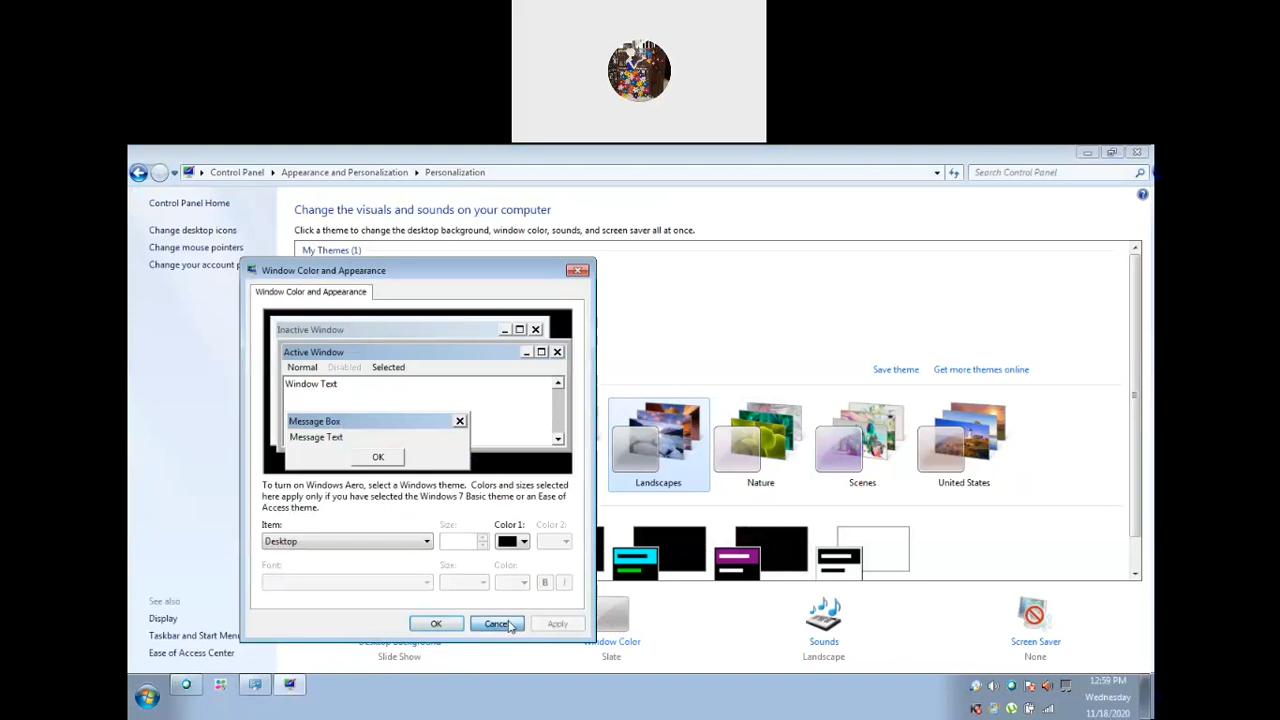 Control Panel
Appearance and Personalization
Personalization
Search Control Panel
Control Panel Home
Change desktop icons
Change mouse pointers
Change your account
Change the visuals and sounds on your computer
Click a theme to change the desktop background, window color, sounds, and screen saver all at once.
My Themes (1)
Window Color and Appearance
Window Color and Appearance
Inactive Window
Active Window
Normal Disabled Selected
Window Text
Message Box
Message Text
OK
To turn on Windows Aero, select a Windows theme. Colors and sizes selected
here apply only if you have selected the Windows 7 Basic theme or an Ease of
Access theme.
Item: Size: Color 1: Color 2:
Desktop
Font: Size: Color:
B I
OK Cancel Apply
Save theme Get more themes online
Landscapes Nature Scenes United States
Window Color Sounds Screen Saver
Slide Show Slate Landscape None
See also
Display
Taskbar and Start Menu
Ease of Access Center
12:59 PM
Wednesday
11/18/2020